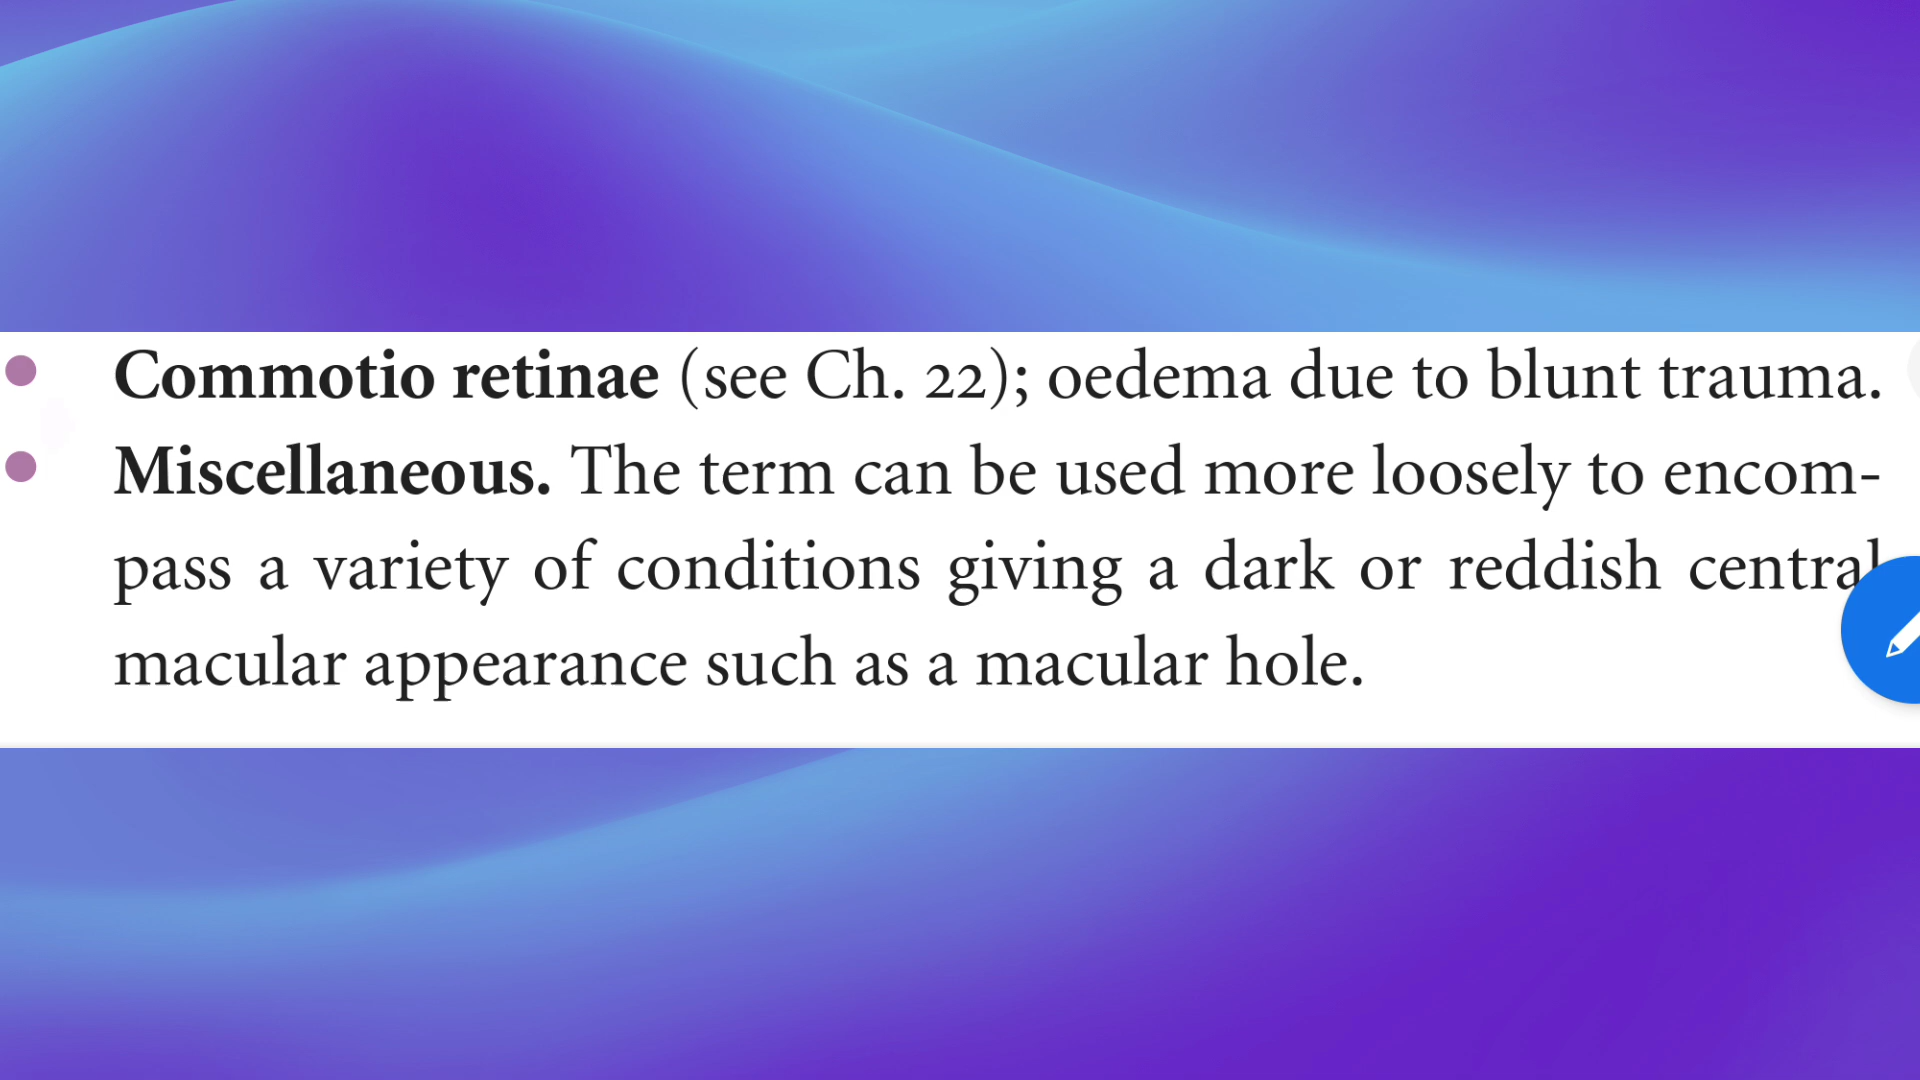 Commotio retinae (see Ch. 22); oedema due to blunt trauma.
Miscellaneous. The term can be used more loosely to encom-
pass a variety of conditions giving a dark or reddish central
macular appearance such as a macular hole.